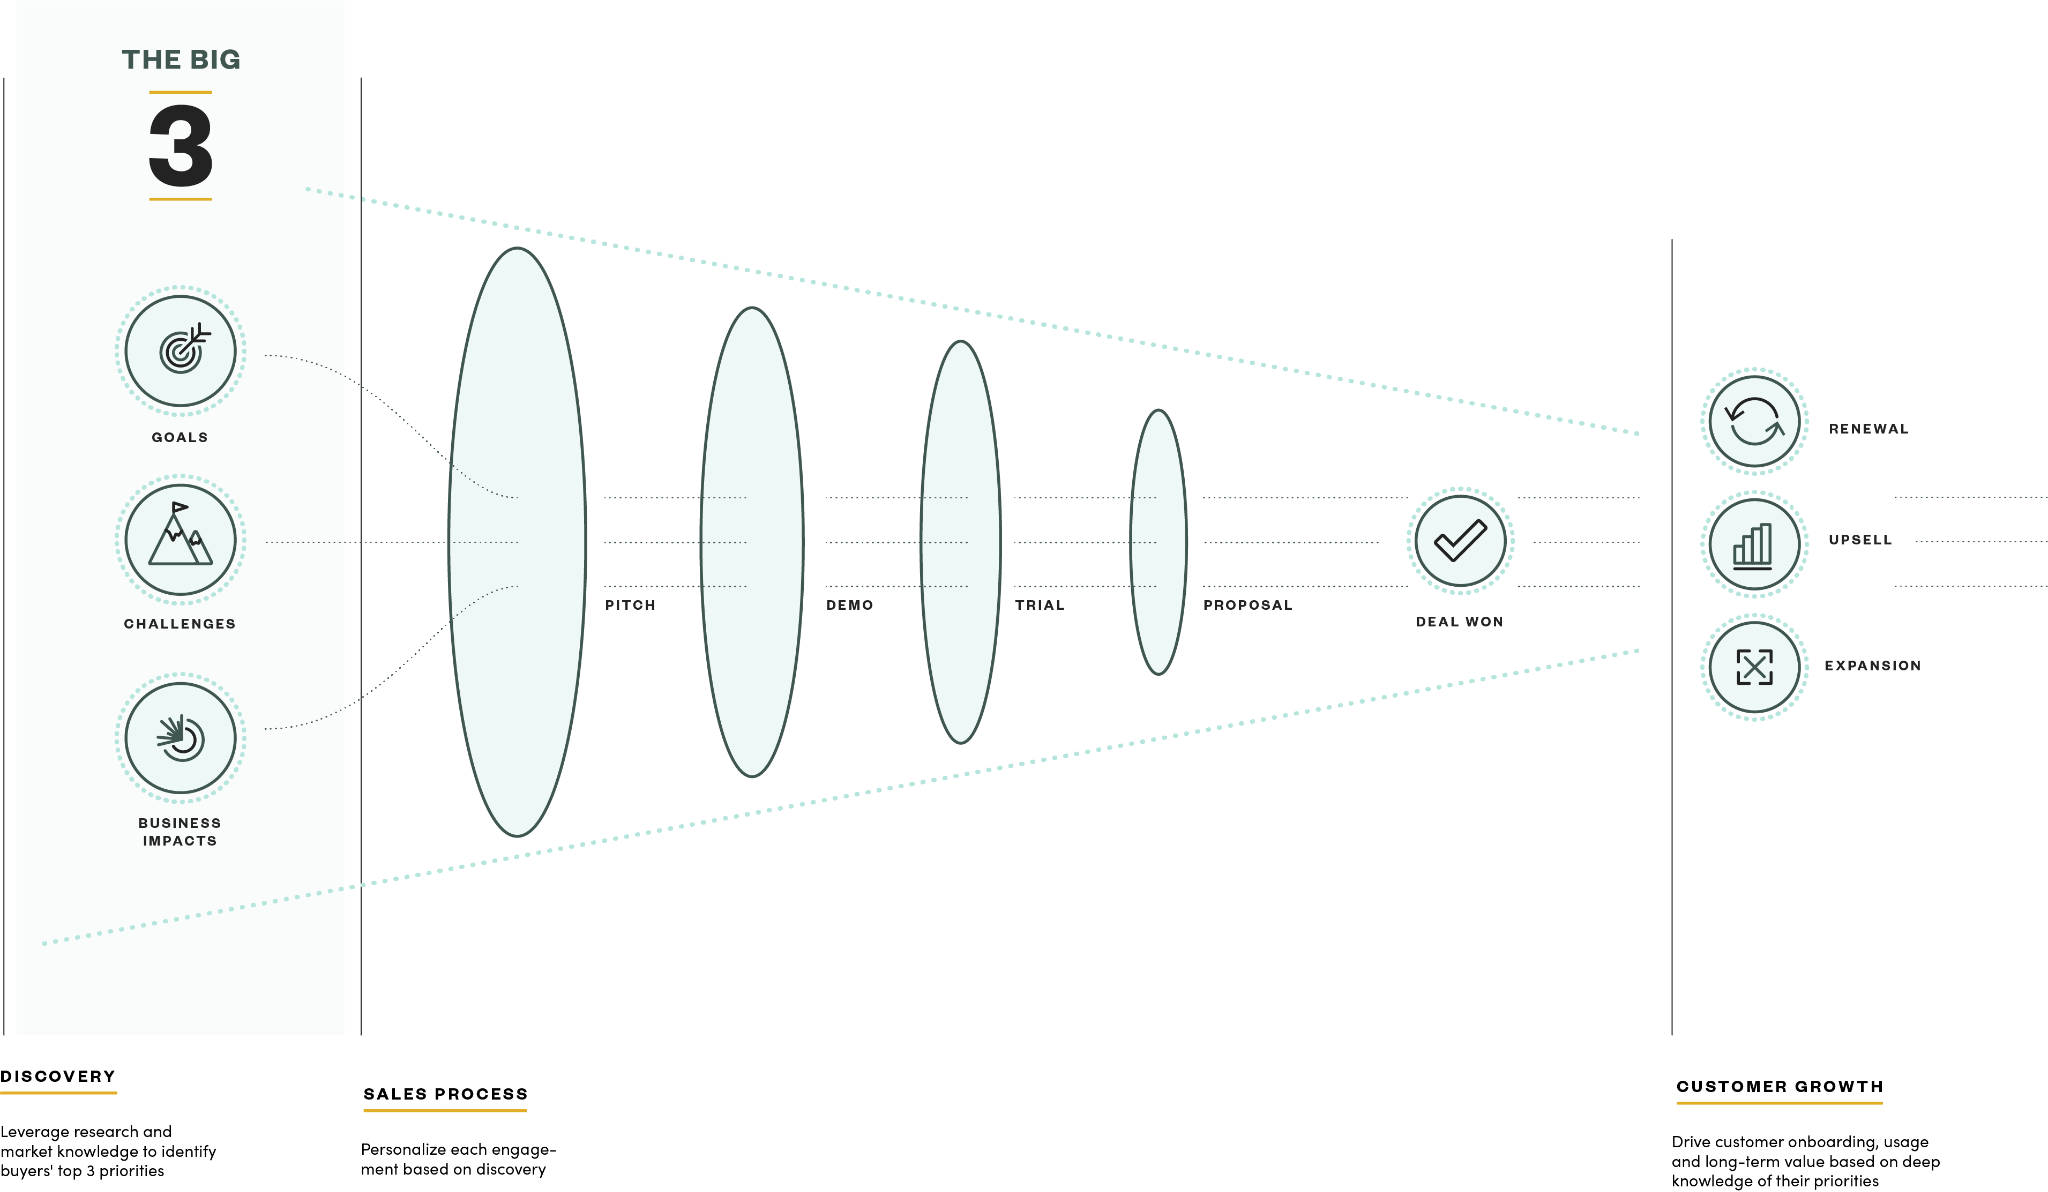 THE BIG
3
GOALS
CHALLENGES
BUSINESS
IMPACTS
PITCH
DEMO
TRIAL
PROPOSAL
DEAL WON
RENEWAL
UPSELL
EXPANSION
DISCOVERY
Leverage research and
market knowledge to identify
buyers' top 3 priorities
SALES PROCESS
Personalize each engage-
ment based on discovery
CUSTOMER GROWTH
Drive customer onboarding, usage
and long-term value based on deep
knowledge of their priorities